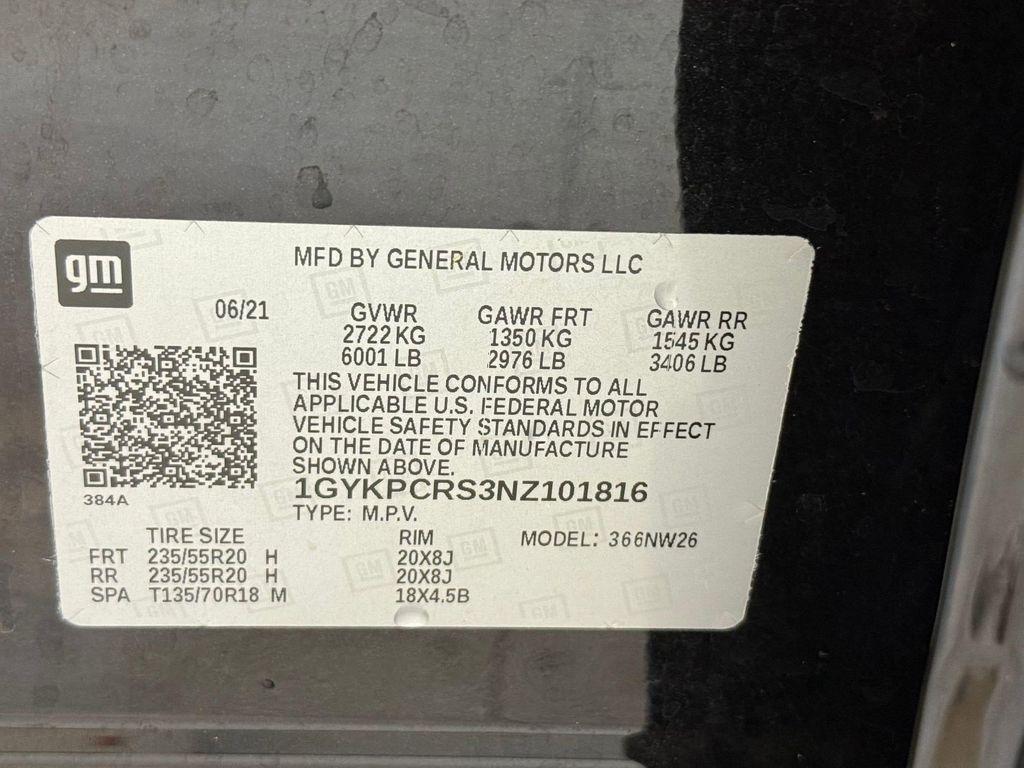 gm
MFD BY GENERAL MOTORS LLC
06/21 GVWR GAWR FRT GAWR RR
2722 KG 1350 KG 1545 KG
6001 LB 2976 LB 3406 LB
THIS VEHICLE CONFORMS TO ALL
APPLICABLE U.S. FEDERAL MOTOR
VEHICLE SAFETY STANDARDS IN EFFECT
ON THE DATE OF MANUFACTURE
SHOWN ABOVE.
384A
1GYKPCRS3NZ101816
TYPE: M.P.V.
TIRE SIZE RIM MODEL: 366NW26
FRT 235/55R20 H 20X8J
RR 235/55R20 H 20X8J
SPA T135/70R18 M 18X4.5B